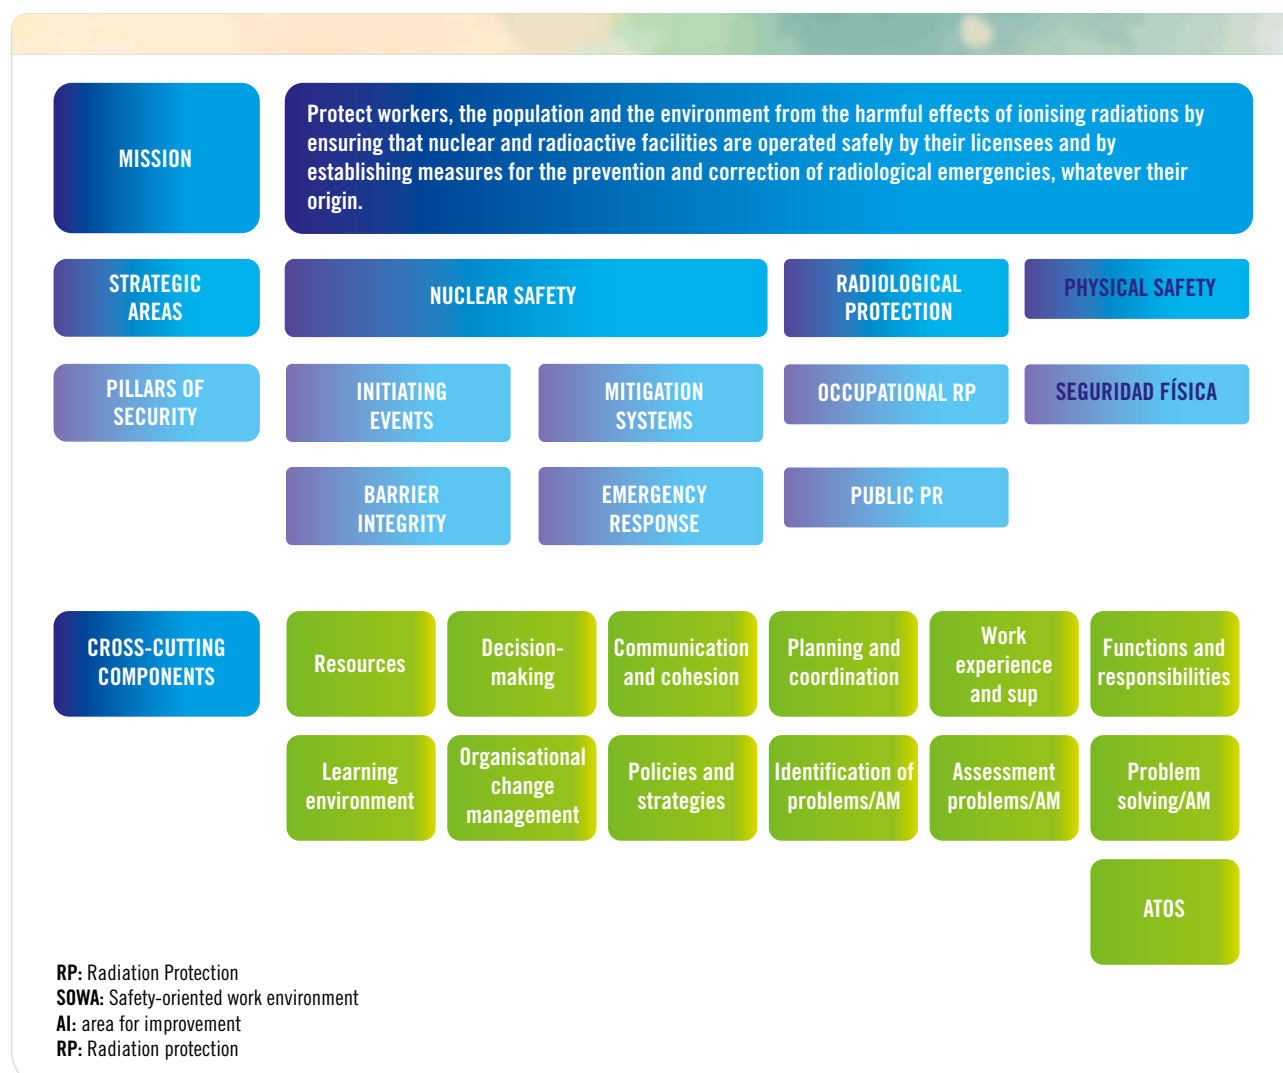 MISSION
Protect workers, the population and the environment from the harmful effects of ionising radiations by
ensuring that nuclear and radioactive facilities are operated safely by their licensees and by
establishing measures for the prevention and correction of radiological emergencies, whatever their
origin.
STRATEGIC
AREAS
NUCLEAR SAFETY
RADIOLOGICAL
PROTECTION
PHYSICAL SAFETY
PILLARS OF
SECURITY
INITIATING
EVENTS
MITIGATION
SYSTEMS
OCCUPATIONAL RP
SEGURIDAD FÍSICA
BARRIER
INTEGRITY
EMERGENCY
RESPONSE
PUBLIC PR
CROSS-CUTTING
COMPONENTS
Resources
Decision-
making
Communication
and cohesion
Planning and
coordination
Work
experience
and sup
Functions and
responsibilities
Learning
environment
Organisational
change
management
Policies and
strategies
Identification of
problems/AM
Assessment
problems/AM
Problem
solving/AM
ATOS
RP: Radiation Protection
SOWA: Safety-oriented work environment
AI: area for improvement
RP: Radiation protection